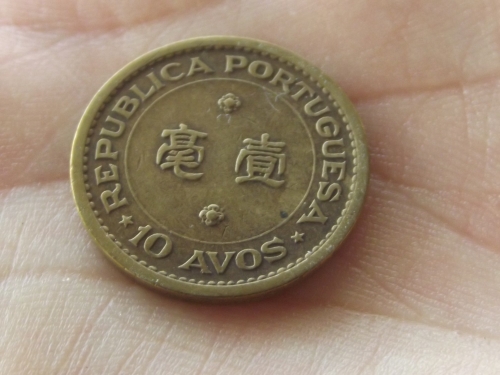 REPUBLICA PORTUGUESA
毫 壹
★ 10 AVOS ★